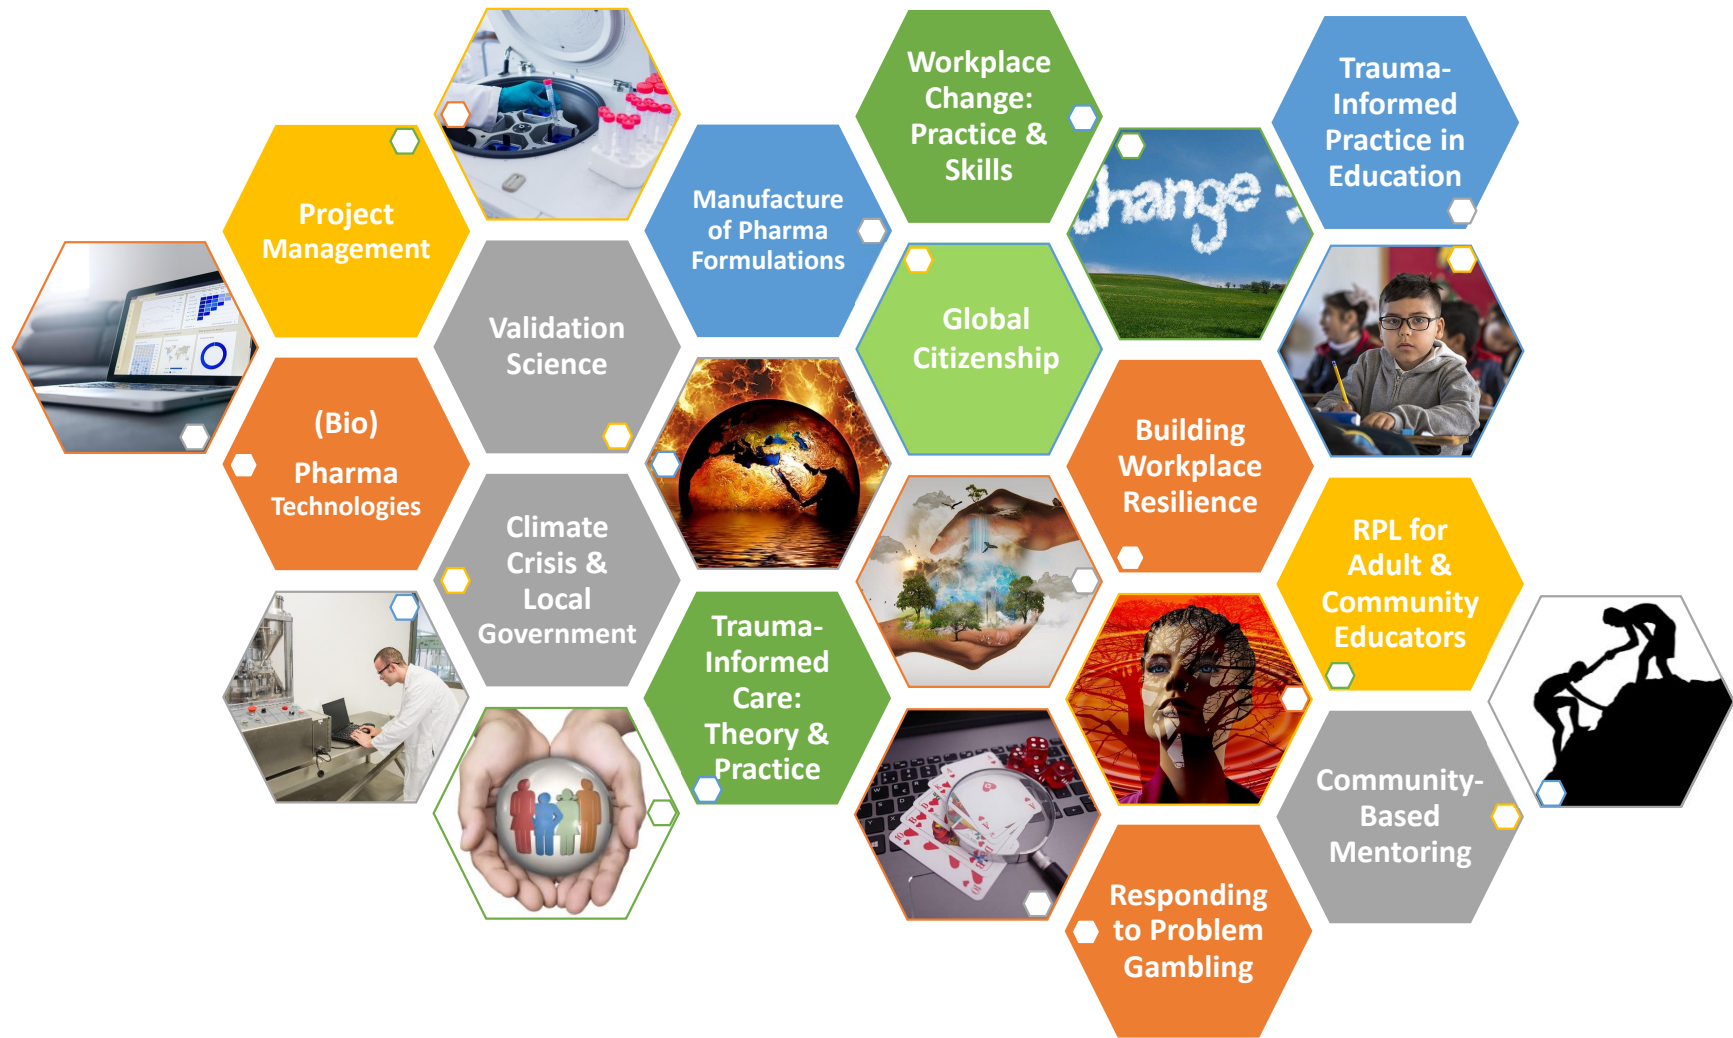 Project
Management
(Bio)
Pharma
Technologies
Validation
Science
Climate
Crisis &
Local
Government
Manufacture
of Pharma
Formulations
Trauma-
Informed
Care:
Theory &
Practice
Workplace
Change:
Practice &
Skills
Global
Citizenship
change
Building
Workplace
Resilience
Responding
to Problem
Gambling
Trauma-
Informed
Practice in
Education
RPL for
Adult &
Community
Educators
Community-
Based
Mentoring